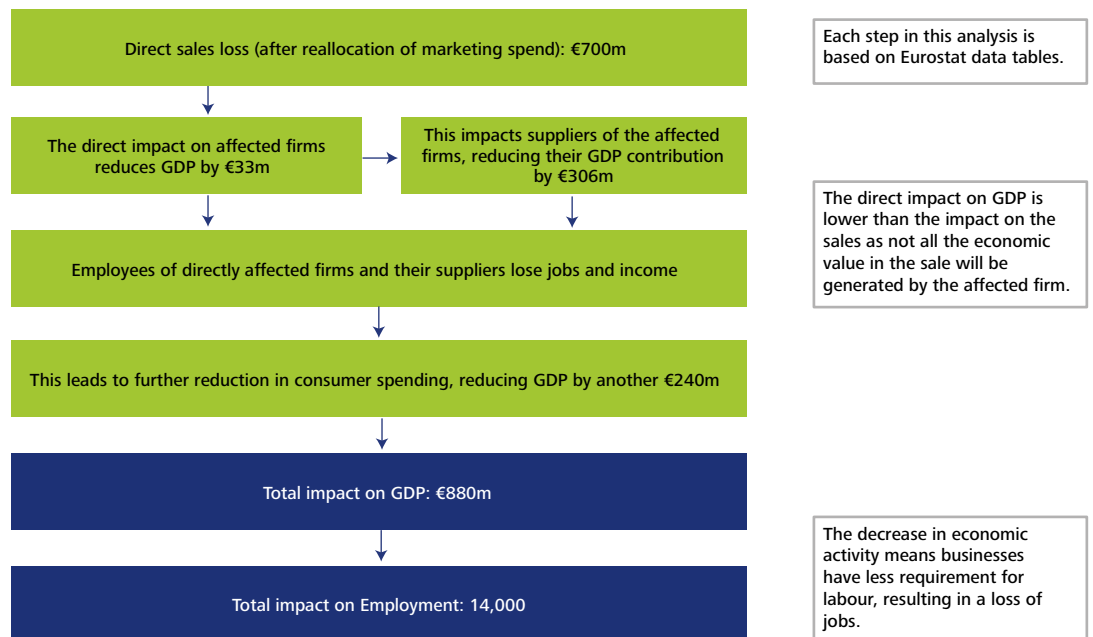 Direct sales loss (after reallocation of marketing spend): €700m
Each step in this analysis is
based on Eurostat data tables.
The direct impact on affected firms
reduces GDP by €33m
This impacts suppliers of the affected
firms, reducing their GDP contribution
by €306m
The direct impact on GDP is
lower than the impact on the
sales as not all the economic
value in the sale will be
generated by the affected firm.
Employees of directly affected firms and their suppliers lose jobs and income
This leads to further reduction in consumer spending, reducing GDP by another €240m
Total impact on GDP: €880m
The decrease in economic
activity means businesses
have less requirement for
labour, resulting in a loss of
jobs.
Total impact on Employment: 14,000